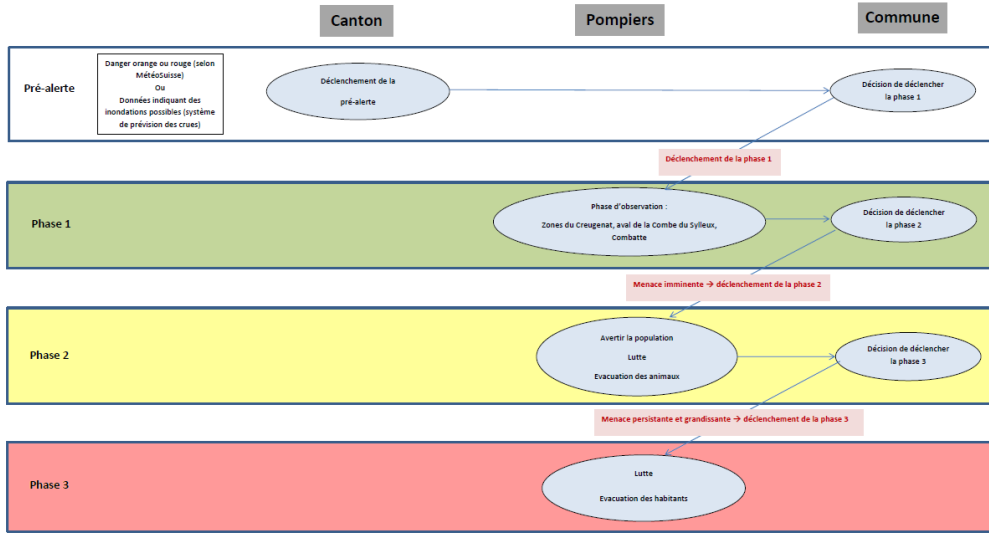 Canton
Pompiers
Commune
Pré-alerte
Danger orange ou rouge (selon
MétéoSuisse)
Ou
Données indiquant des
inondations possibles (système
de prévision des crues)
Déclenchement de la
pré-alerte
Décision de déclencher
la phase 1
Déclenchement de la phase 1
Phase 1
Phase d'observation :
Zones du Creugenat, aval de la Combe du Sylleux,
Combatte
Décision de déclencher
la phase 2
Menace imminente → déclenchement de la phase 2
Phase 2
Avertir la population
Lutte
Evacuation des animaux
Décision de déclencher
la phase 3
Menace persistante et grandissante → déclenchement de la phase 3
Phase 3
Lutte
Evacuation des habitants